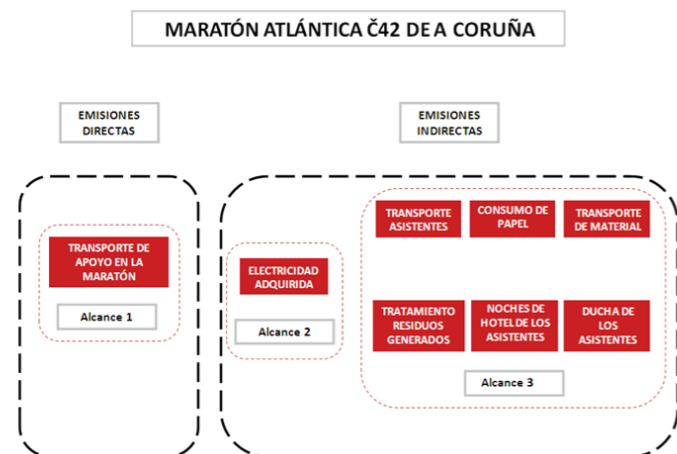 MARATÓN ATLÁNTICA Č42 DE A CORUÑA
EMISIONES
DIRECTAS
EMISIONES
INDIRECTAS
TRANSPORTE DE
APOYO EN LA
MARATÓN
Alcance 1
ELECTRICIDAD
ADQUIRIDA
Alcance 2
TRANSPORTE
ASISTENTES
CONSUMO DE
PAPEL
TRANSPORTE
DE MATERIAL
TRATAMIENTO
RESIDUOS
GENERADOS
NOCHES DE
HOTEL DE LOS
ASISTENTES
DUCHA DE
LOS
ASISTENTES
Alcance 3